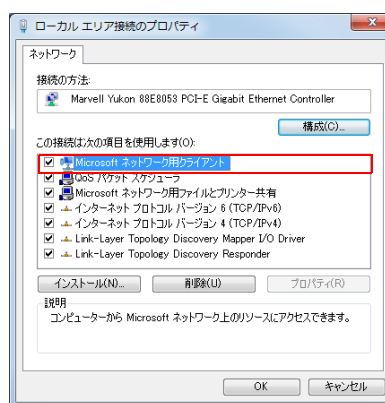 ローカル エリア接続のプロパティ
ネットワーク
接続の方法:
Marvell Yukon 88E8053 PCI-E Gigabit Ethernet Controller
構成(C)...
この接続は次の項目を使用します(O):
Microsoft ネットワーク用クライアント
QoS パケット スケジューラ
Microsoft ネットワーク用ファイルとプリンター共有
インターネット プロトコル バージョン 6 (TCP/IPv6)
インターネット プロトコル バージョン 4 (TCP/IPv4)
Link-Layer Topology Discovery Mapper I/O Driver
Link-Layer Topology Discovery Responder
インストール(N)... 削除(U) プロパティ(R)
説明
コンピューターから Microsoft ネットワーク上のリソースにアクセスできます。
OK キャンセル